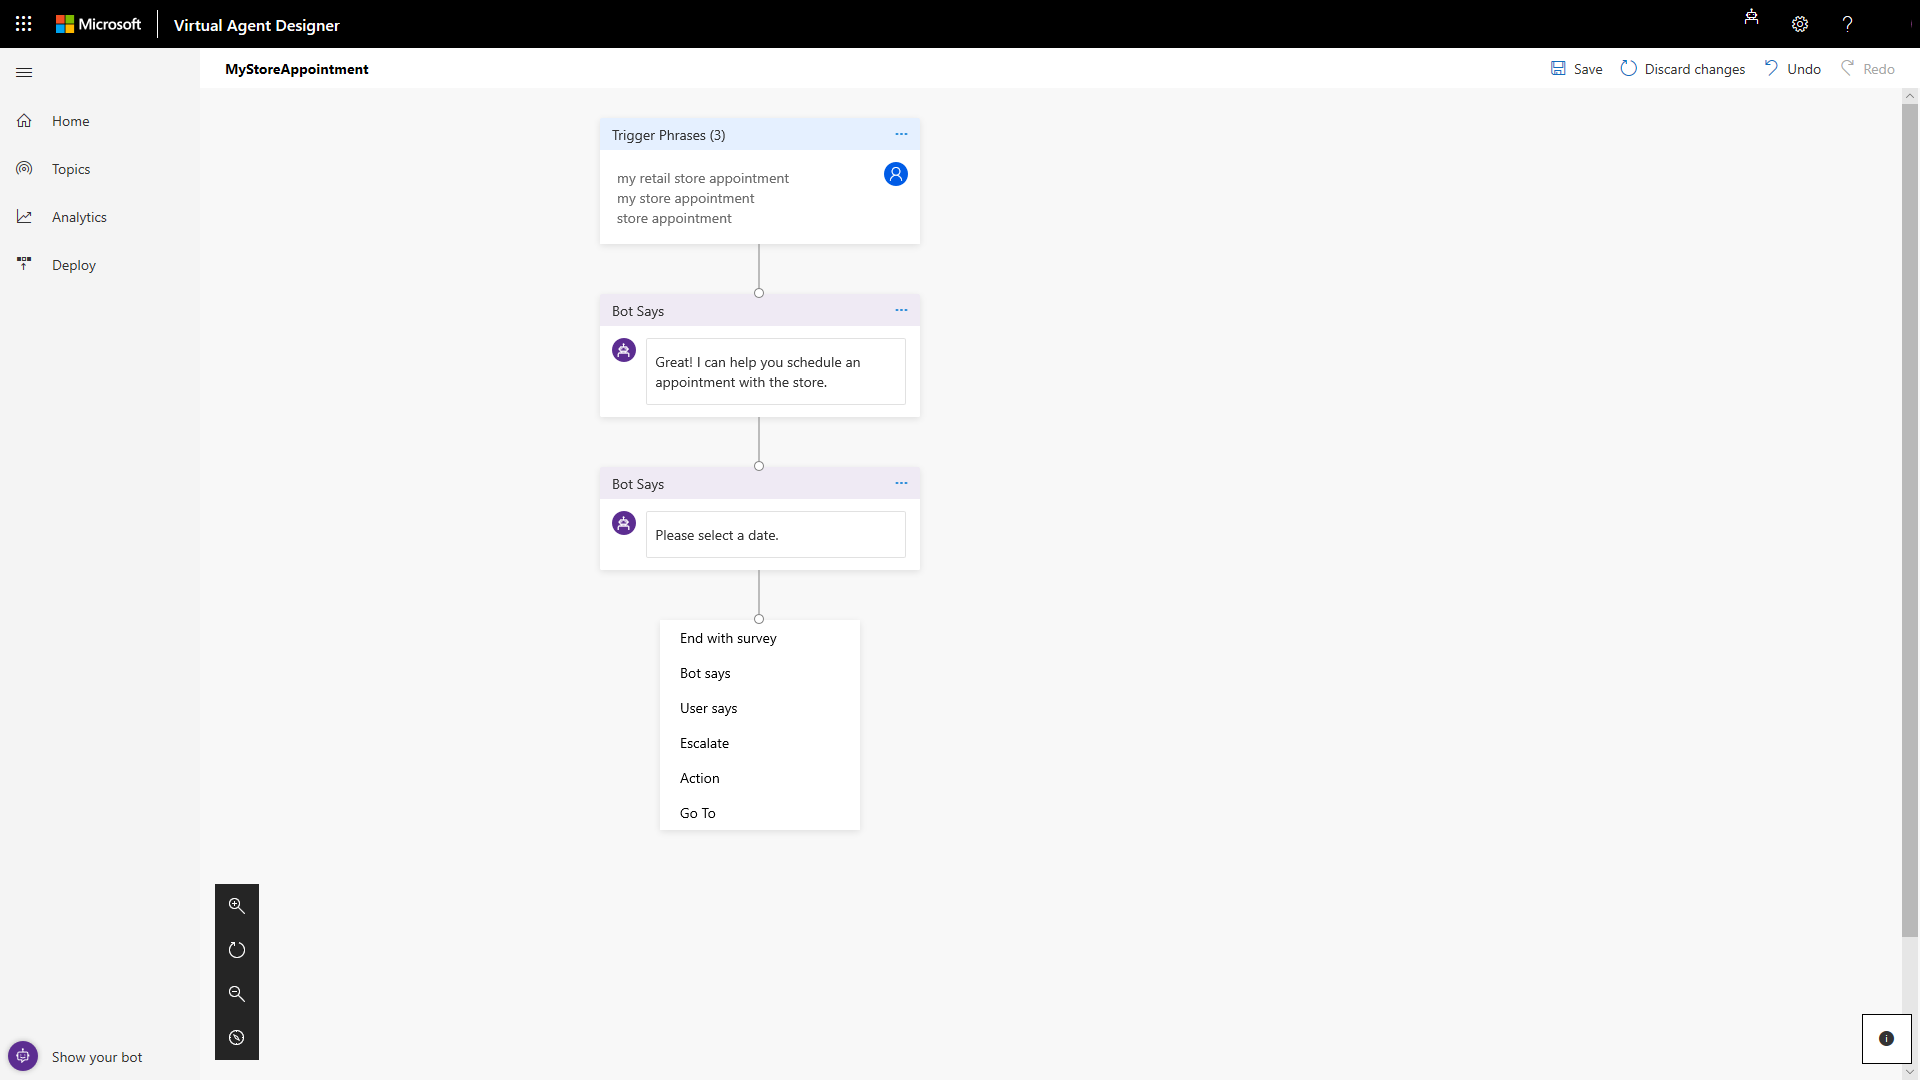 Microsoft
Virtual Agent Designer
MyStoreAppointment
Save
Discard changes
Undo
Redo
Home
Topics
Analytics
Deploy
Trigger Phrases (3)
my retail store appointment
my store appointment
store appointment
Bot Says
Great! I can help you schedule an
appointment with the store.
Bot Says
Please select a date.
End with survey
Bot says
User says
Escalate
Action
Go To
Show your bot